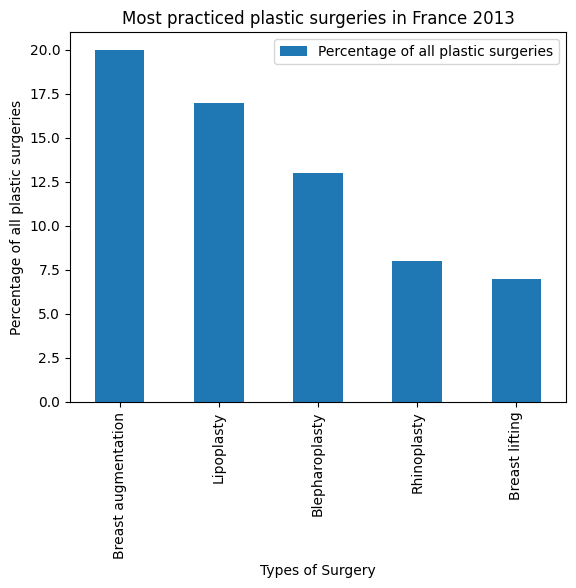 Most practiced plastic surgeries in France 2013
Percentage of all plastic surgeries
Percentage of all plastic surgeries
20.0
17.5
15.0
12.5
10.0
7.5
5.0
2.5
0.0
Breast augmentation
Lipoplasty
Blepharoplasty
Rhinoplasty
Breast lifting
Types of Surgery